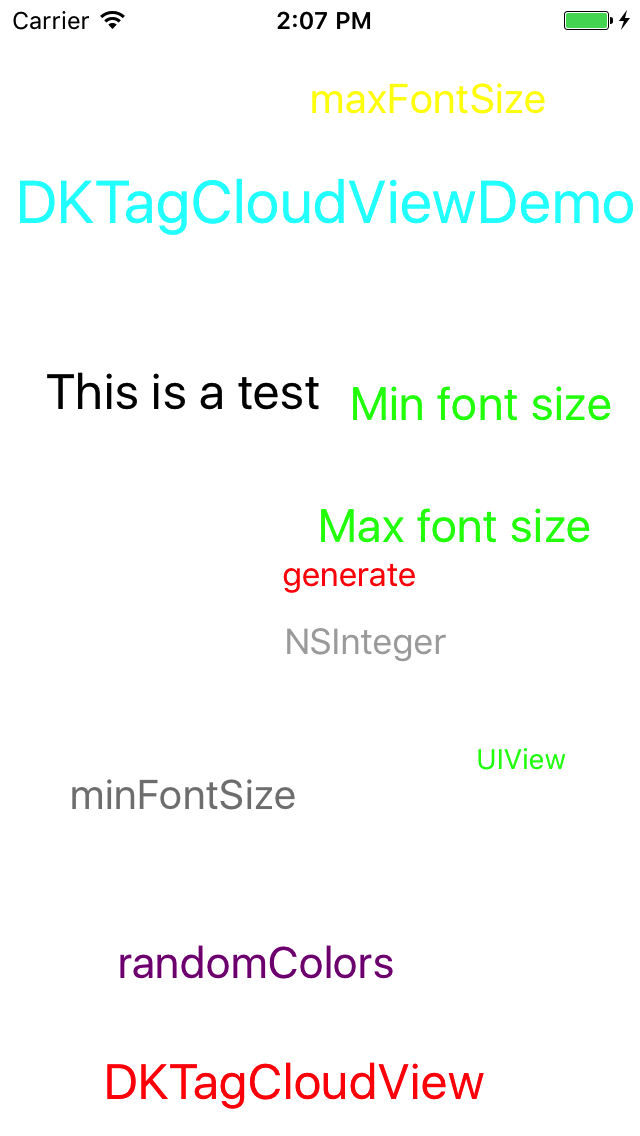 Carrier 2:07 PM
maxFontSize
DKTagCloudViewDemo
This is a test
Min font size
Max font size
generate
NSInteger
UIView
minFontSize
randomColors
DKTagCloudView